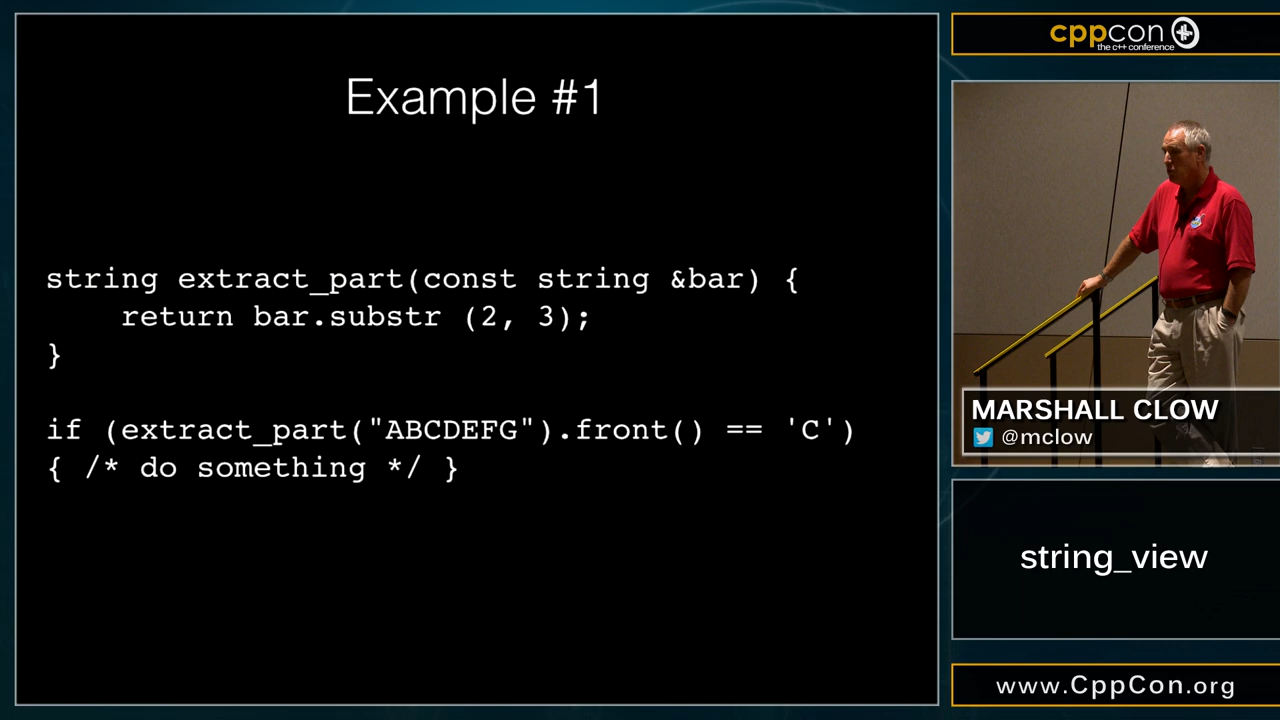 Example #1
string extract_part(const string &bar) {
return bar.substr (2, 3);
}
if (extract_part("ABCDEFG").front() == 'C')
{ /* do something */ }
cppcon
the c++ conference
MARSHALL CLOW
@mclow
string_view
www.CppCon.org